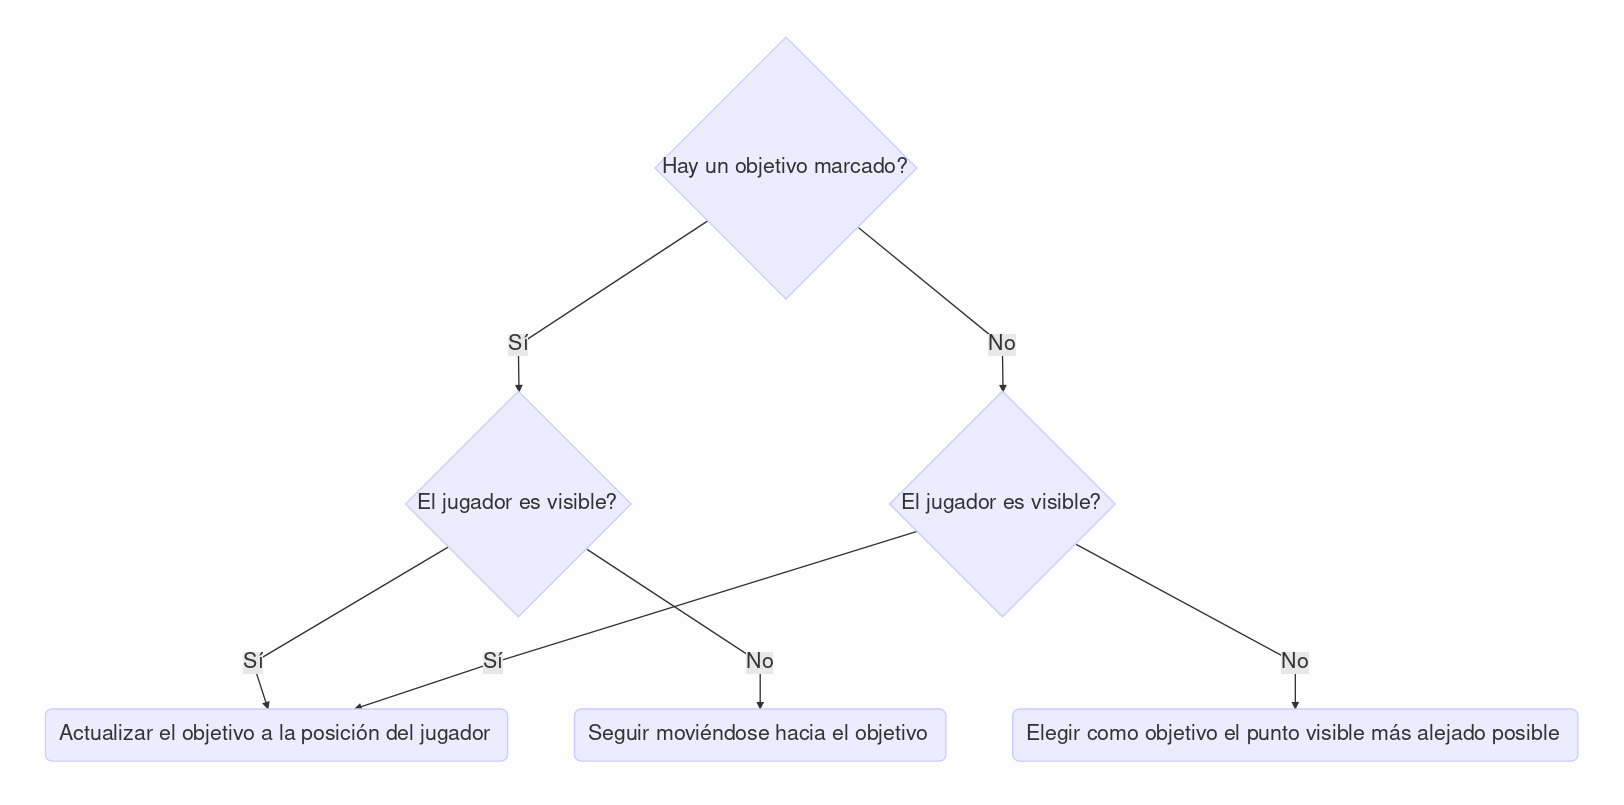 Hay un objetivo marcado?
Sí
No
El jugador es visible?
El jugador es visible?
Sí
Sí
No
No
Actualizar el objetivo a la posición del jugador
Seguir moviéndose hacia el objetivo
Elegir como objetivo el punto visible más alejado posible